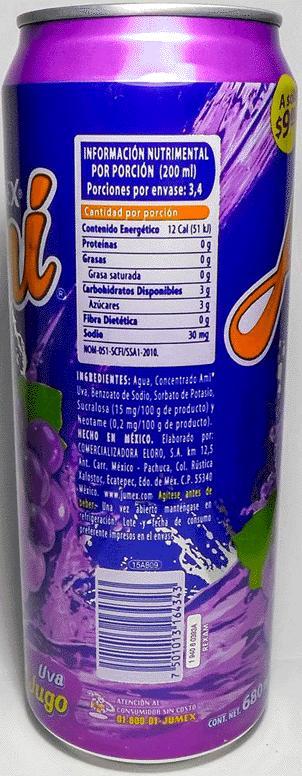 A so
$9
EX®
mi
INFORMACIÓN NUTRIMENTAL
POR PORCIÓN (200 ml)
Porciones por envase: 3,4
Cantidad por porción
Contenido Energético 12 Cal (51 kJ)
Proteínas 0 g
Grasas 0 g
Grasa saturada 0 g
Carbohidratos Disponibles 3 g
Azúcares 3 g
Fibra Dietética 0 g
Sodio 30 mg
NOM-051-SCFI/SSA1-2010.
INGREDIENTES: Agua, Concentrado Ami®
Uva, Benzoato de Sodio, Sorbato de Potasio,
Sucralosa (15 mg/100 g de producto) y
Neotame (0,2 mg/100 g de producto).
HECHO EN MÉXICO. Elaborado por:
COMERCIALIZADORA ELORO, S.A. km 12,5
Ant. Carr. México - Pachuca, Col. Rústica
Xalostoc, Ecatepec, Edo. de Méx. C.P. 55340
México. www.jumex.com Agítese antes de
beber. Una vez abierto manténgase en
refrigeración. Lote y fecha de consumo
preferente impresos en el envase.
15AB09
7 501013 164343
REXAM
Uva
Jugo
ATENCIÓN AL
CONSUMIDOR SIN COSTO
01-800-01-JUMEX
CONT. NET. 680